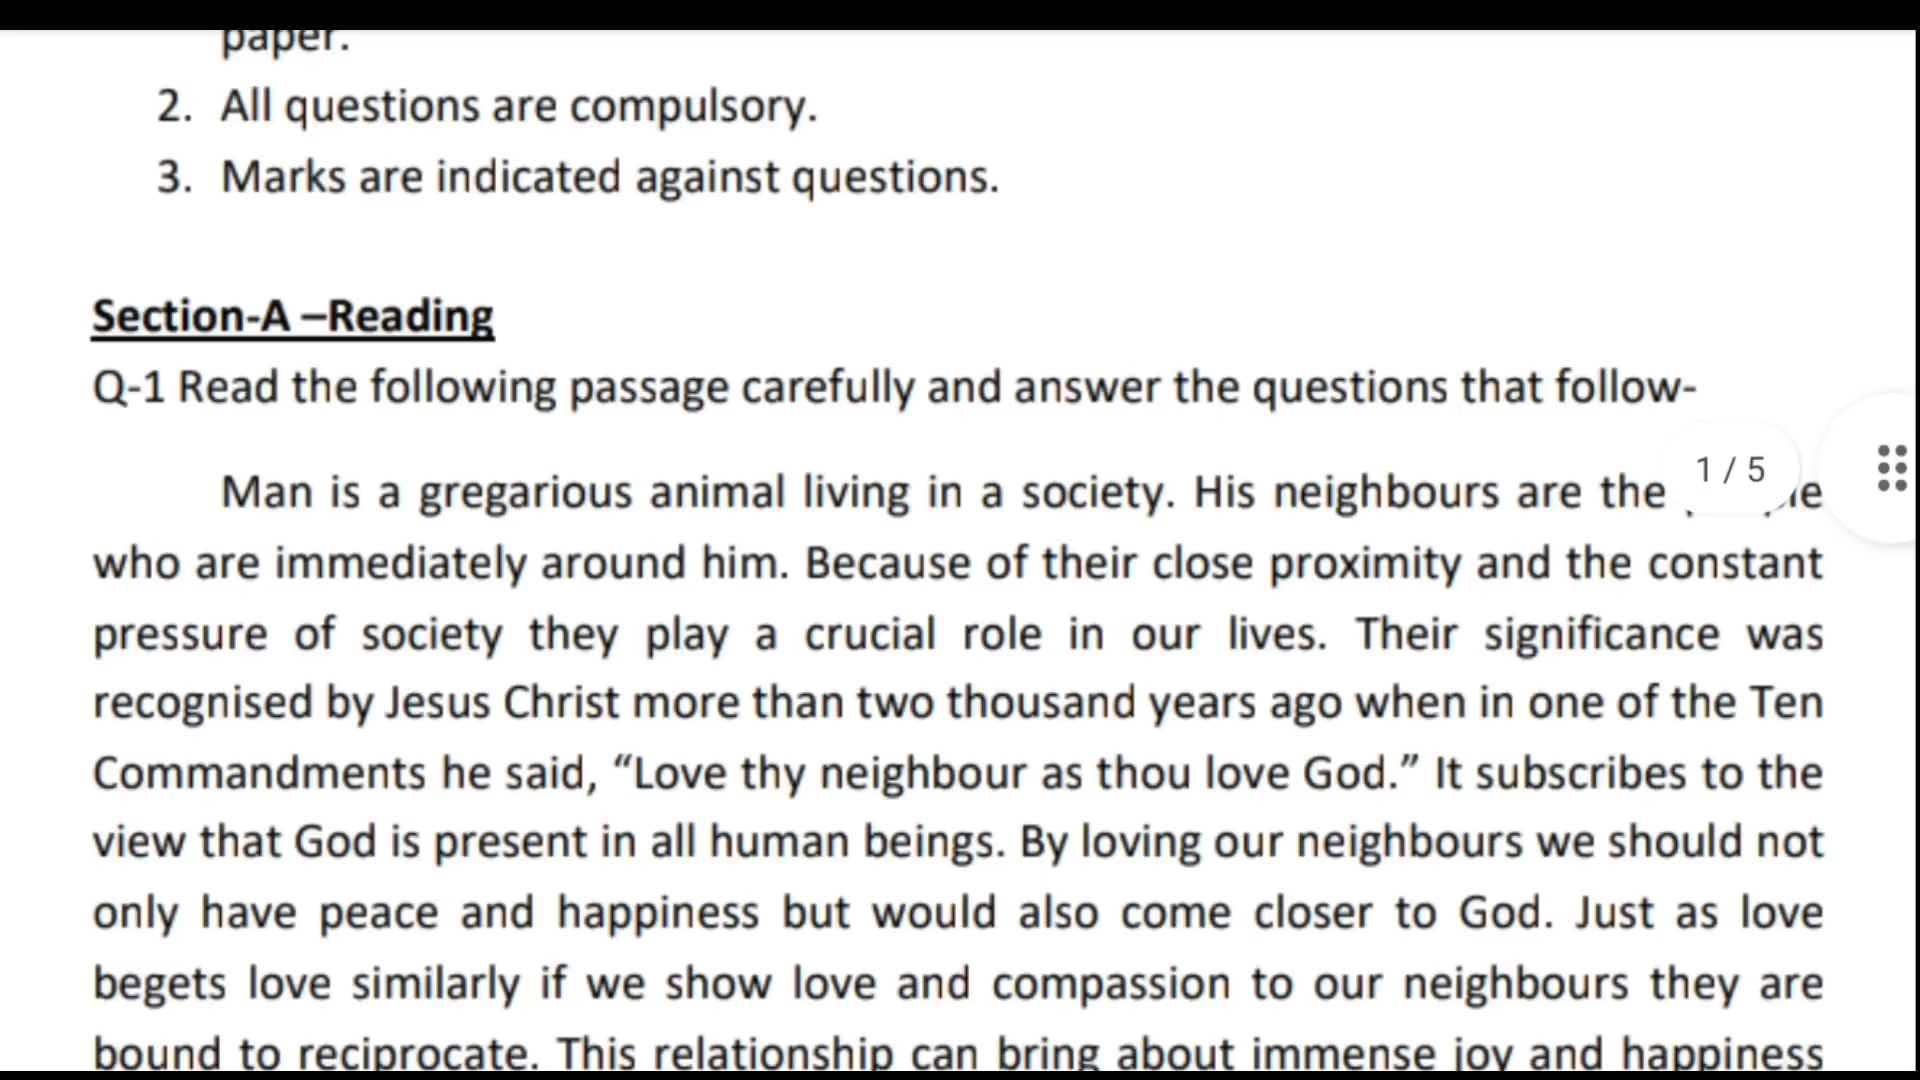 paper.
2. All questions are compulsory.
3. Marks are indicated against questions.
Section-A –Reading
Q-1 Read the following passage carefully and answer the questions that follow-
1 / 5
Man is a gregarious animal living in a society. His neighbours are the
who are immediately around him. Because of their close proximity and the constant
pressure of society they play a crucial role in our lives. Their significance was
recognised by Jesus Christ more than two thousand years ago when in one of the Ten
Commandments he said, “Love thy neighbour as thou love God.” It subscribes to the
view that God is present in all human beings. By loving our neighbours we should not
only have peace and happiness but would also come closer to God. Just as love
begets love similarly if we show love and compassion to our neighbours they are
bound to reciprocate. This relationship can bring about immense joy and happiness